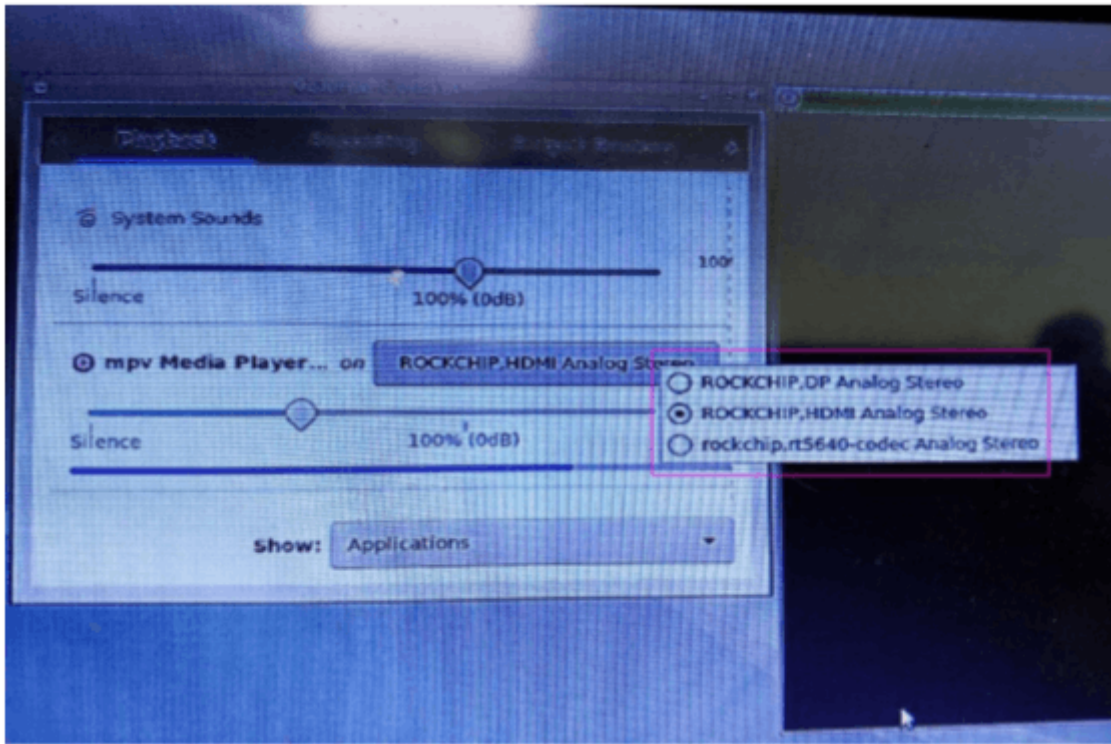 Playback
System Sounds
100
Silence
100% (0dB)
mpv Media Player... on ROCKCHIP,HDMI Analog Stereo
ROCKCHIP,DP Analog Stereo
ROCKCHIP,HDMI Analog Stereo
rockchip,rt5640-codec Analog Stereo
Silence
100% (0dB)
Show: Applications